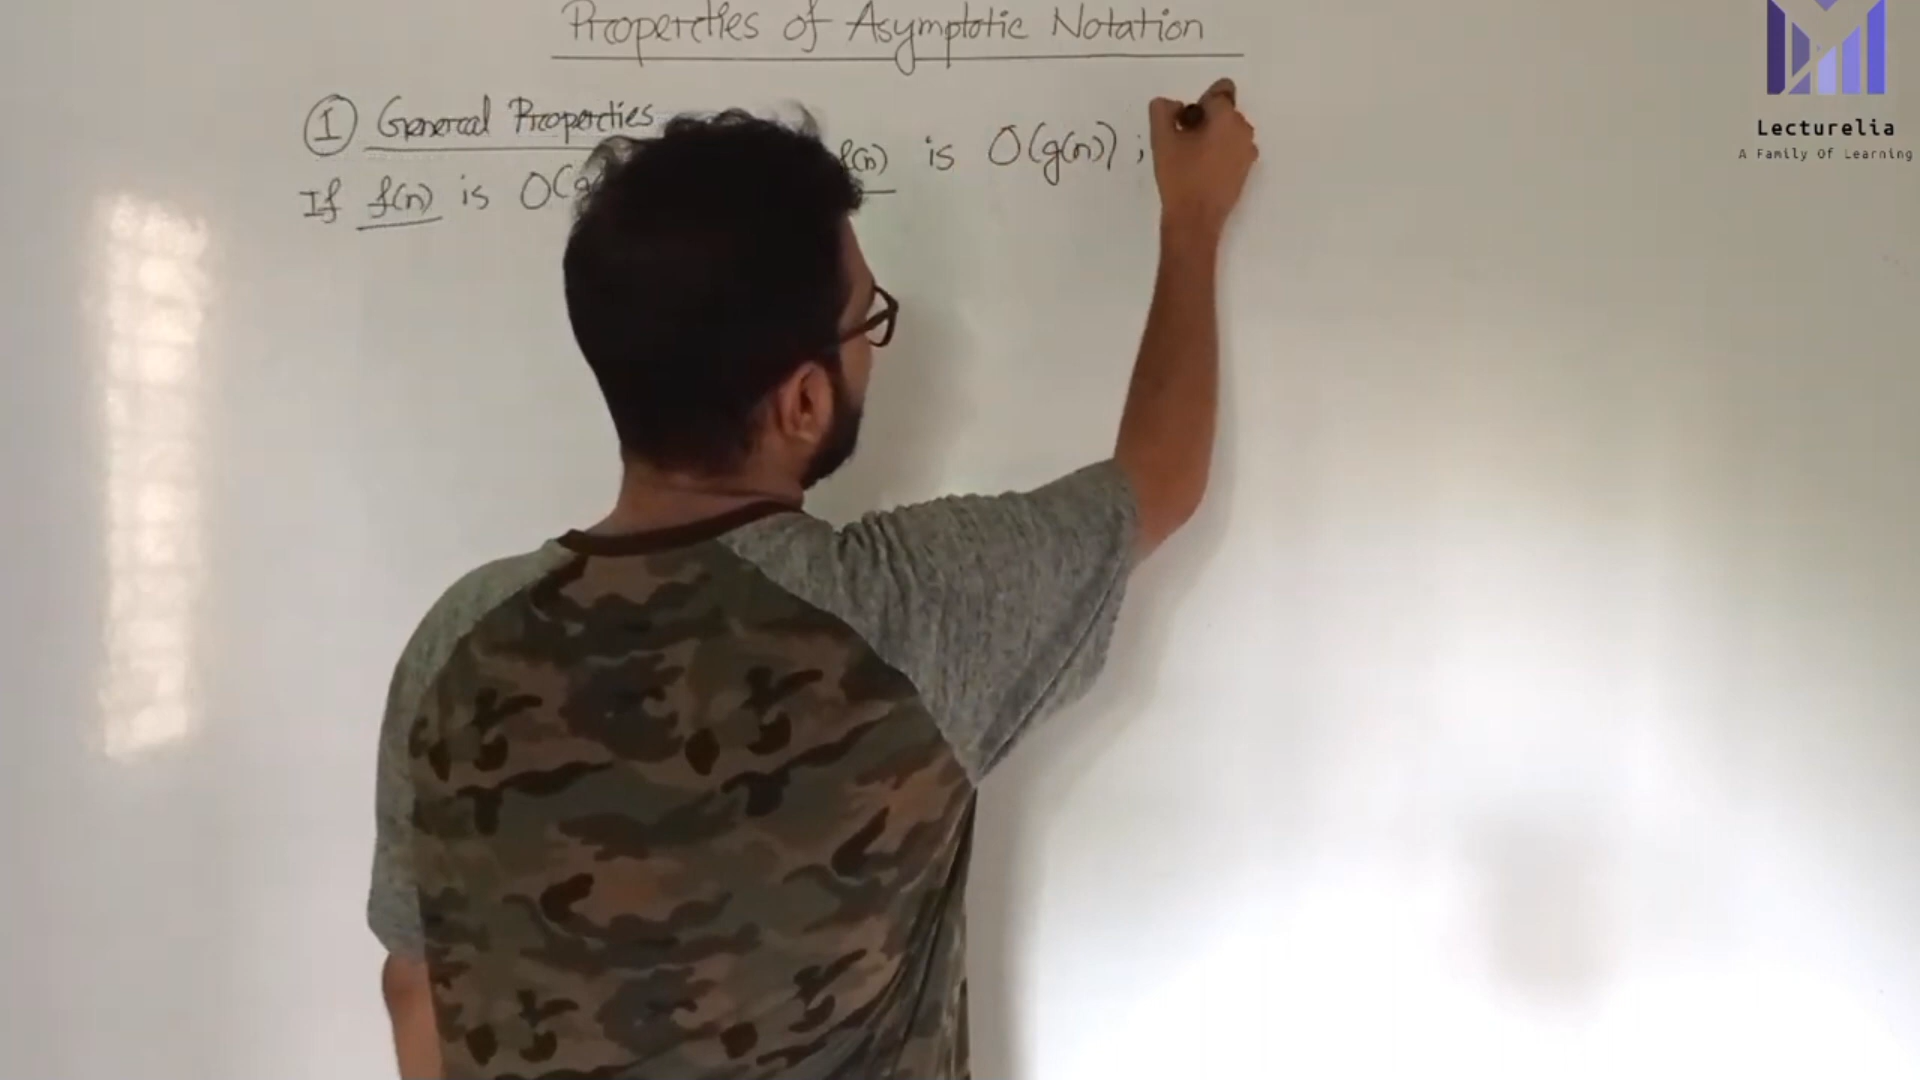 Properties of Asymptotic Notation
① General Properties
If f(n) is O(g f(n) is O(g(n)) ;
Lecturelia
A Family Of Learning